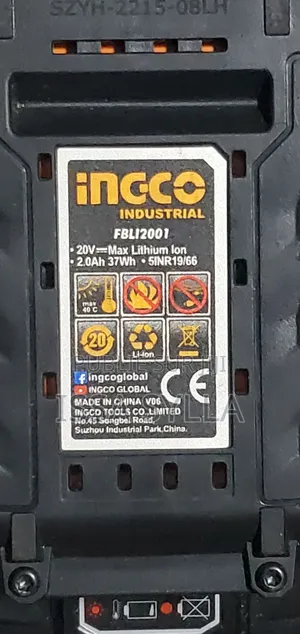 SZYH-2215-08LH
INGCO
INDUSTRIAL
FBLI2001
• 20V⎓Max Lithium Ion
• 2.0Ah 37Wh • 5INR19/66
max
40°C
20
Li-ion
ingcoglobal
INGCO GLOBAL
CE
MADE IN CHINA V06
INGCO TOOLS CO.,LIMITED
No.45 Songbei Road,
Suzhou Industrial Park,China.